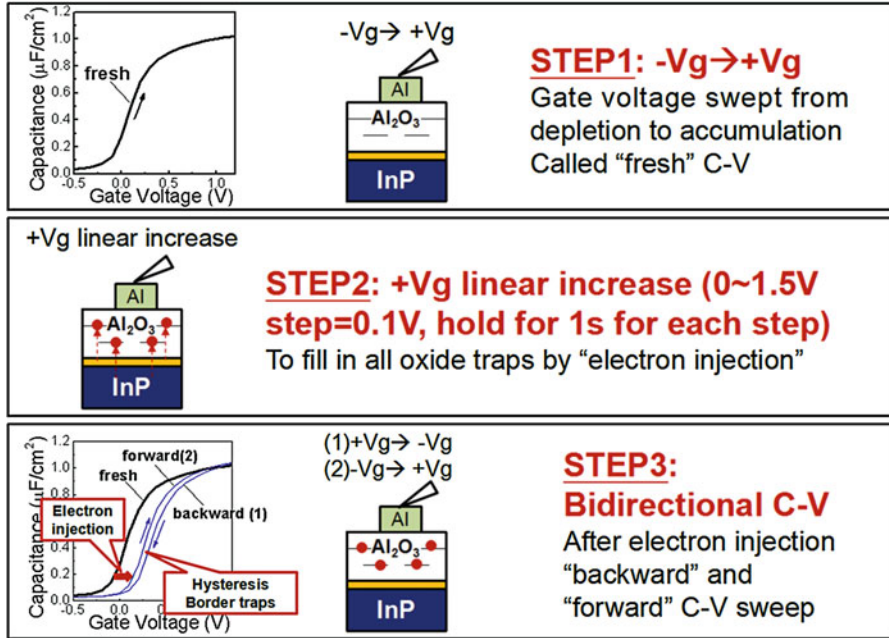 1.2
1.0
0.8
0.6
0.4
0.2
0.0
Capacitance (μF/cm²)
fresh
-0.5 0.0 0.5 1.0
Gate Voltage (V)
-Vg→ +Vg
Al
Al₂O₃
InP
STEP1: -Vg→+Vg
Gate voltage swept from
depletion to accumulation
Called “fresh” C-V
+Vg linear increase
Al
Al₂O₃
InP
STEP2: +Vg linear increase (0~1.5V
step=0.1V, hold for 1s for each step)
To fill in all oxide traps by “electron injection”
1.2
1.0
0.8
0.6
0.4
0.2
0.0
Capacitance (μF/cm²)
forward(2)
fresh
backward (1)
Electron
injection
Hysteresis
Border traps
-0.5 0.0
Gate Voltage (V)
(1)+Vg→ -Vg
(2)-Vg→ +Vg
Al
Al₂O₃
InP
STEP3:
Bidirectional C-V
After electron injection
“backward” and
“forward” C-V sweep